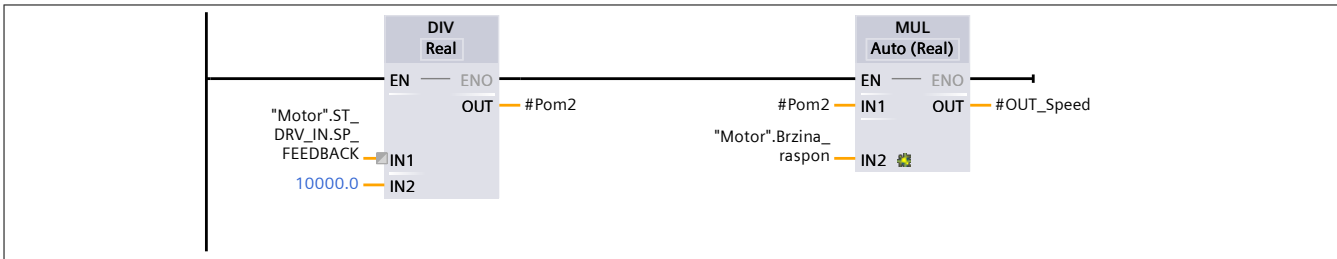 DIV
Real
EN
ENO
OUT
#Pom2
"Motor".ST_
DRV_IN.SP_
FEEDBACK
IN1
10000.0
IN2
MUL
Auto (Real)
EN
ENO
#Pom2
IN1
OUT
#OUT_Speed
"Motor".Brzina_
raspon
IN2